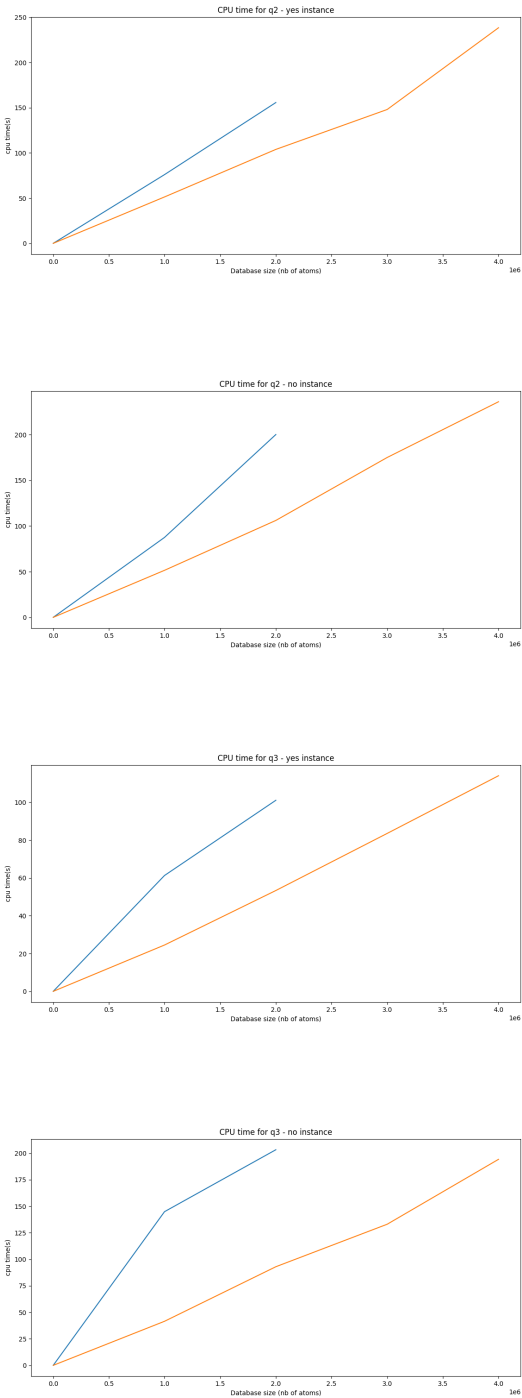 CPU time for q2 - yes instance
250
200
150
100
50
0
cpu time(s)
0.0 0.5 1.0 1.5 2.0 2.5 3.0 3.5 4.0
1e6
Database size (nb of atoms)
CPU time for q2 - no instance
200
150
100
50
0
cpu time(s)
0.0 0.5 1.0 1.5 2.0 2.5 3.0 3.5 4.0
1e6
Database size (nb of atoms)
CPU time for q3 - yes instance
100
80
60
40
20
0
cpu time(s)
0.0 0.5 1.0 1.5 2.0 2.5 3.0 3.5 4.0
1e6
Database size (nb of atoms)
CPU time for q3 - no instance
200
175
150
125
100
75
50
25
0
cpu time(s)
0.0 0.5 1.0 1.5 2.0 2.5 3.0 3.5 4.0
1e6
Database size (nb of atoms)